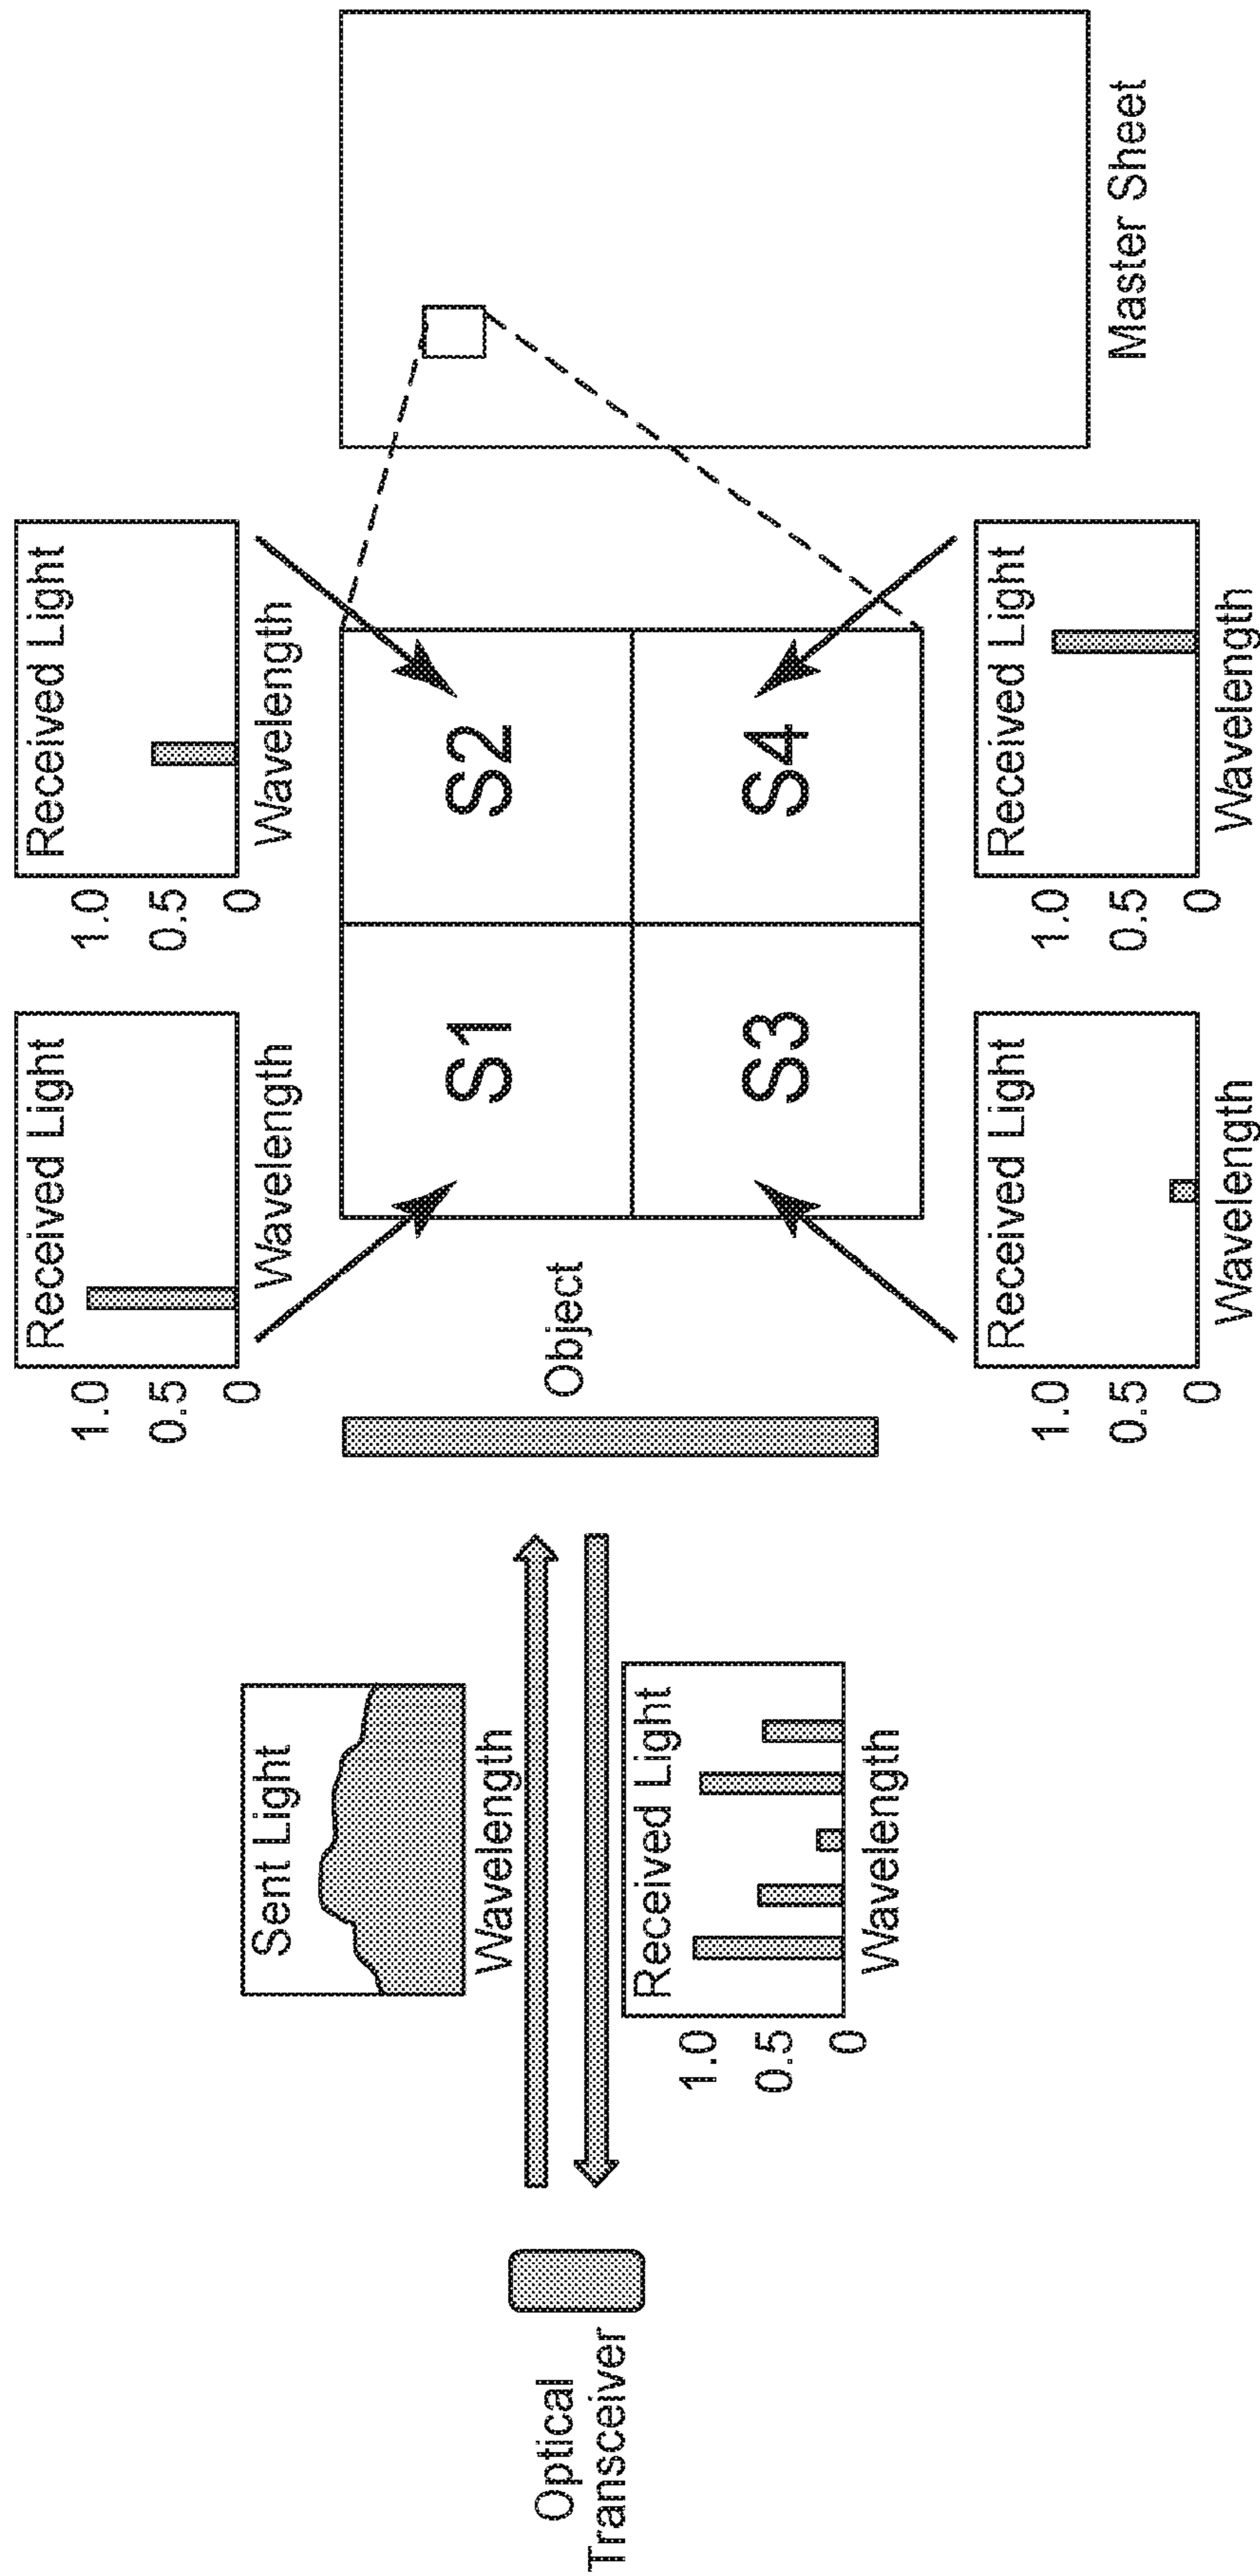 Optical
Transceiver
Sent Light
Wavelength
Received Light
1.0
0.5
0
Wavelength
Object
Received Light
1.0
0.5
0
Wavelength
Received Light
1.0
0.5
0
Wavelength
S1
S2
S3
S4
Received Light
1.0
0.5
0
Wavelength
Received Light
1.0
0.5
0
Wavelength
Master Sheet